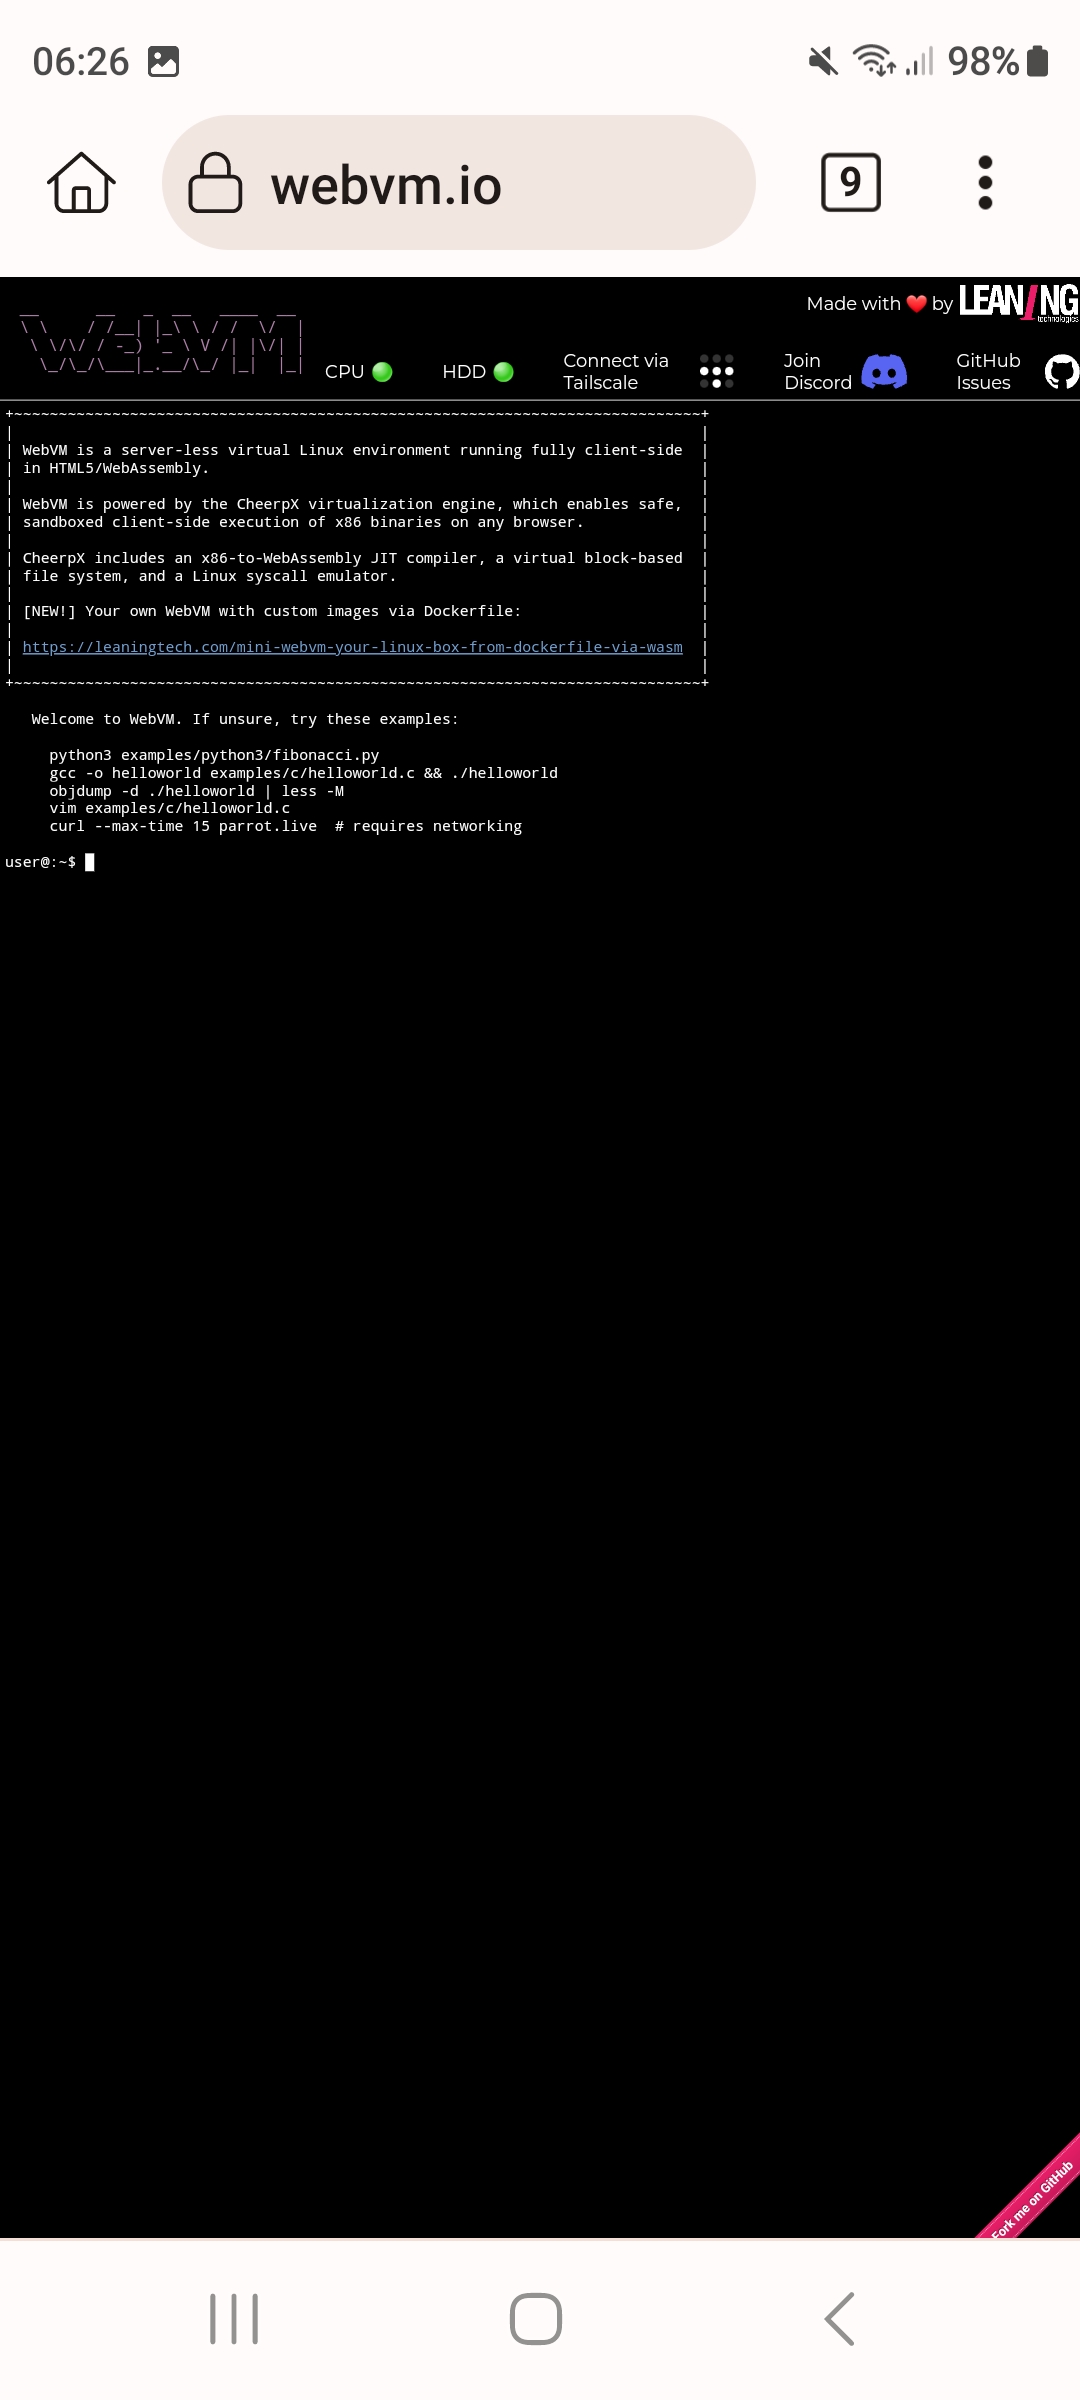 06:26
98%
webvm.io
9
Made with ❤️ by LEANING technologies
CPU
HDD
Connect via
Tailscale
Join
Discord
GitHub
Issues
WebVM is a server-less virtual Linux environment running fully client-side
in HTML5/WebAssembly.
WebVM is powered by the CheerpX virtualization engine, which enables safe,
sandboxed client-side execution of x86 binaries on any browser.
CheerpX includes an x86-to-WebAssembly JIT compiler, a virtual block-based
file system, and a Linux syscall emulator.
[NEW!] Your own WebVM with custom images via Dockerfile:
https://leaningtech.com/mini-webvm-your-linux-box-from-dockerfile-via-wasm
Welcome to WebVM. If unsure, try these examples:
python3 examples/python3/fibonacci.py
gcc -o helloworld examples/c/helloworld.c && ./helloworld
objdump -d ./helloworld | less -M
vim examples/c/helloworld.c
curl --max-time 15 parrot.live  # requires networking
user@:~$
Fork me on GitHub